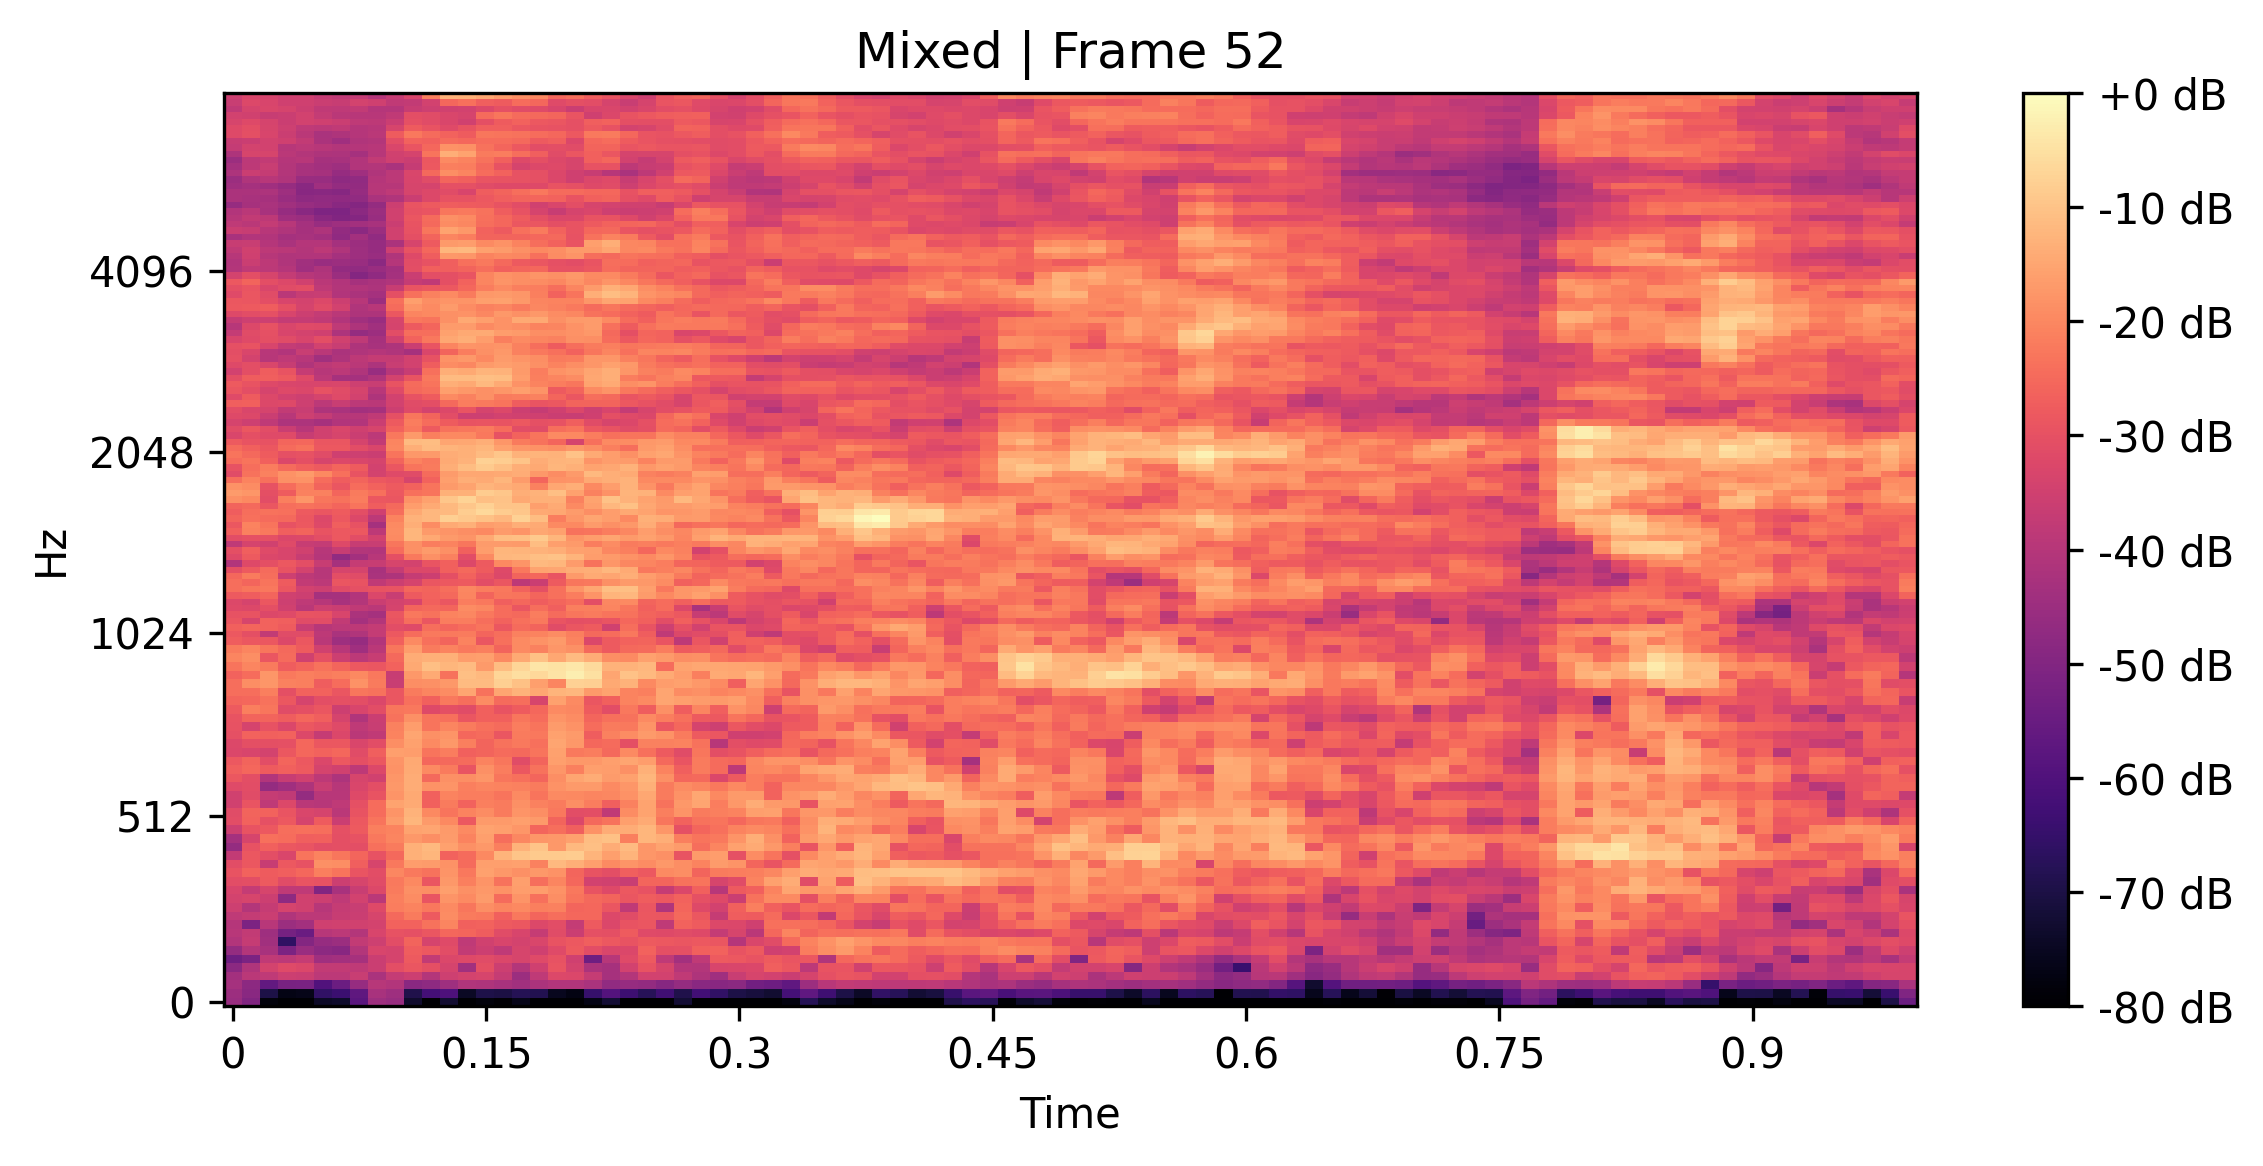 Mixed | Frame 52
+0 dB
-10 dB
-20 dB
-30 dB
-40 dB
-50 dB
-60 dB
-70 dB
-80 dB
Hz
4096
2048
1024
512
0
0 0.15 0.3 0.45 0.6 0.75 0.9
Time